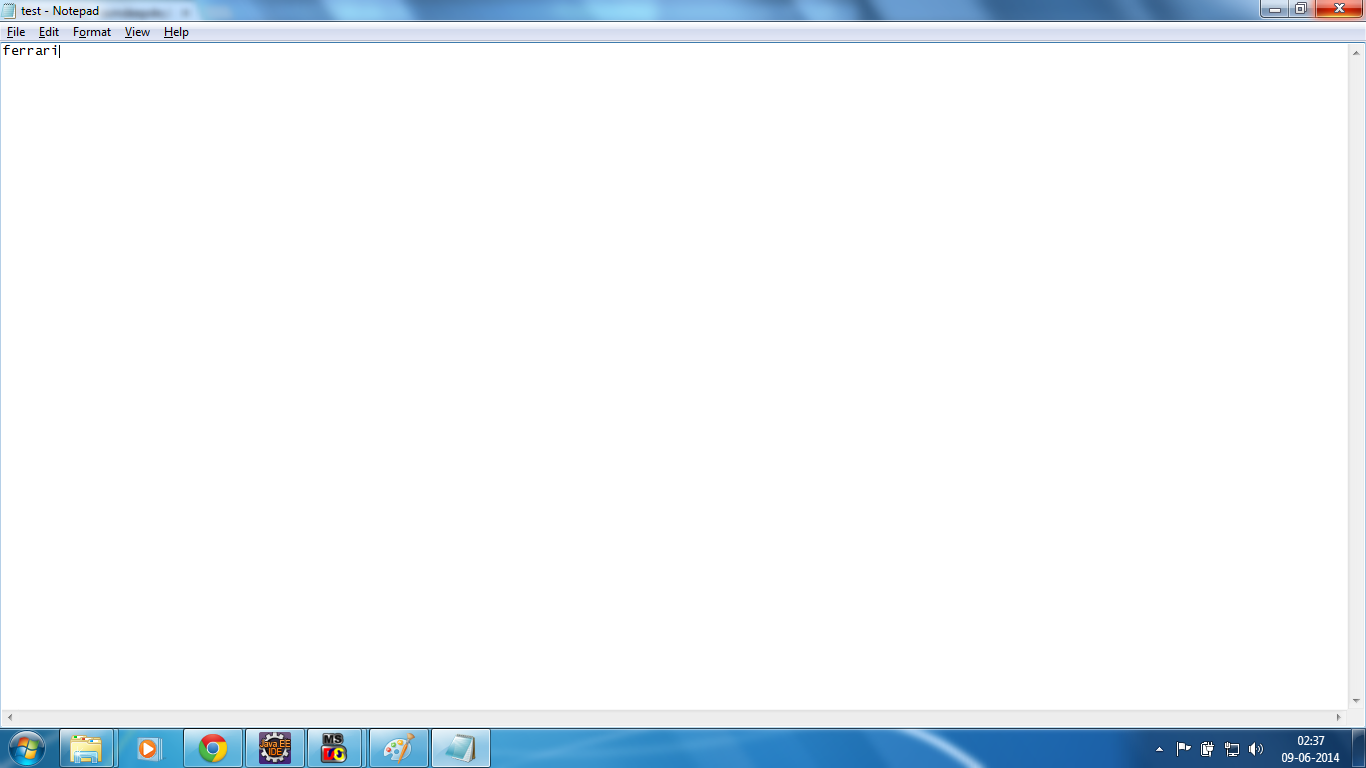 test - Notepad
File Edit Format View Help
ferrari
Java EE
IDE
MS
02:37
09-06-2014